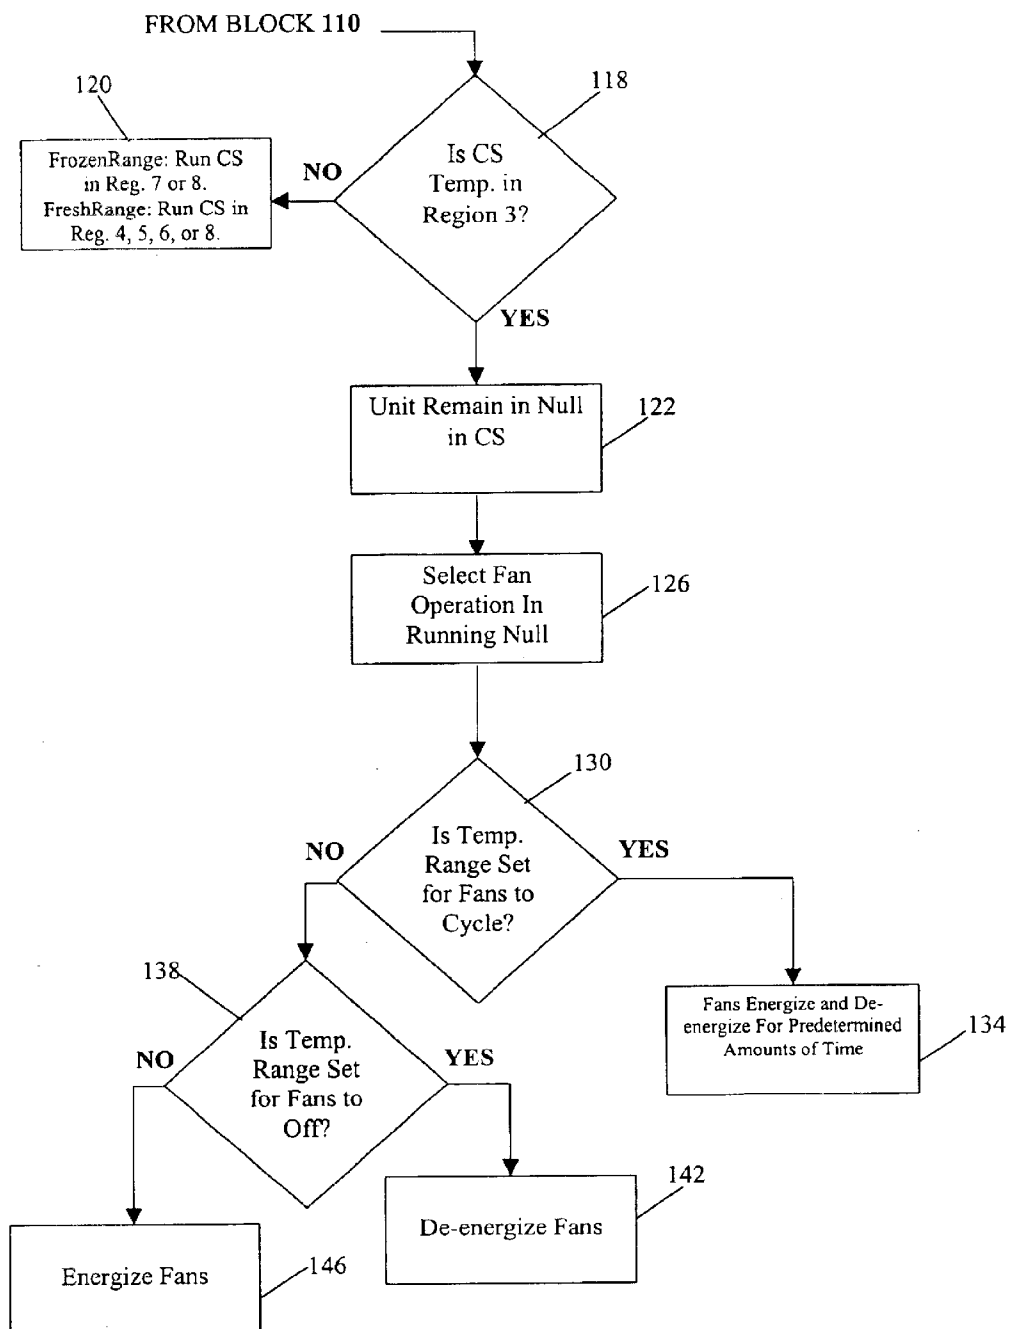 FROM BLOCK 110
118
Is CS
Temp. in
Region 3?
120
NO
FrozenRange: Run CS
in Reg. 7 or 8.
FreshRange: Run CS in
Reg. 4, 5, 6, or 8.
YES
Unit Remain in Null
in CS
122
Select Fan
Operation In
Running Null
126
130
Is Temp.
Range Set
for Fans to
Cycle?
NO
YES
Fans Energize and De-
energize For Predetermined
Amounts of Time
134
138
Is Temp.
Range Set
for Fans to
Off?
NO
YES
De-energize Fans
142
Energize Fans
146